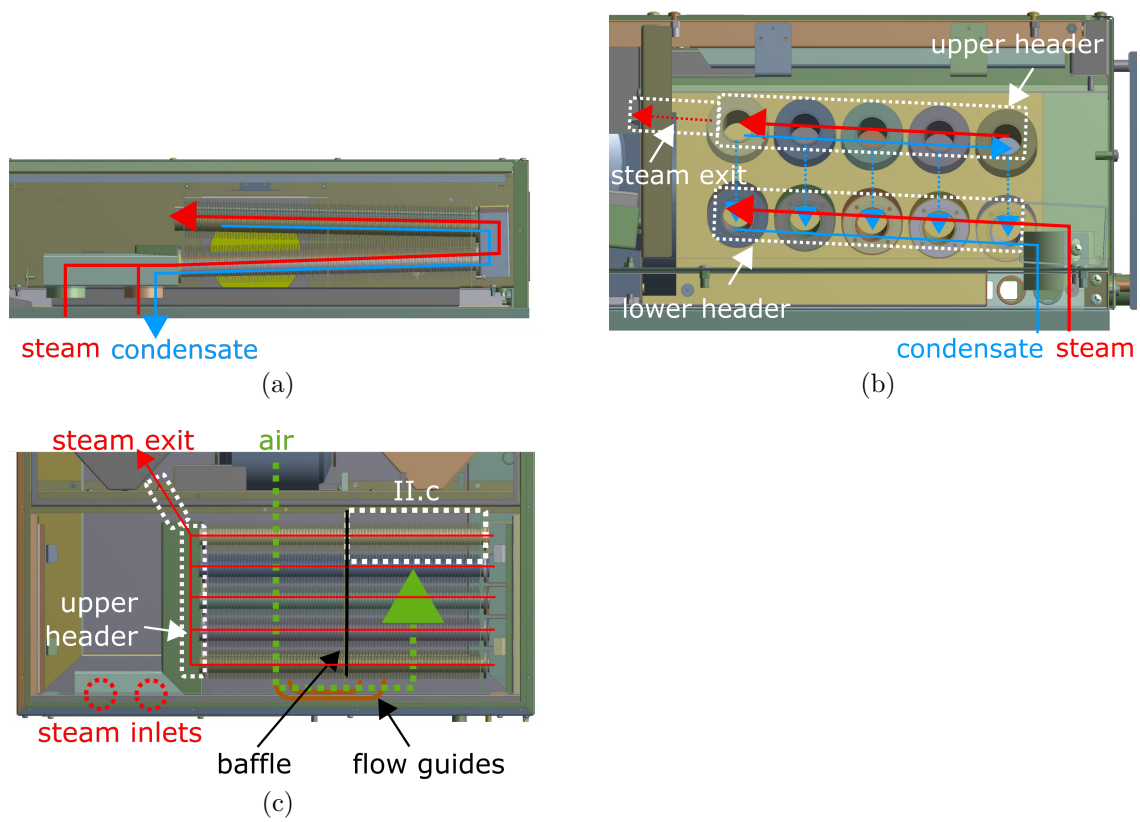 steam condensate
(a)
upper header
steam exit
lower header
condensate steam
(b)
steam exit
air
II.c
upper
header
steam inlets
baffle
flow guides
(c)